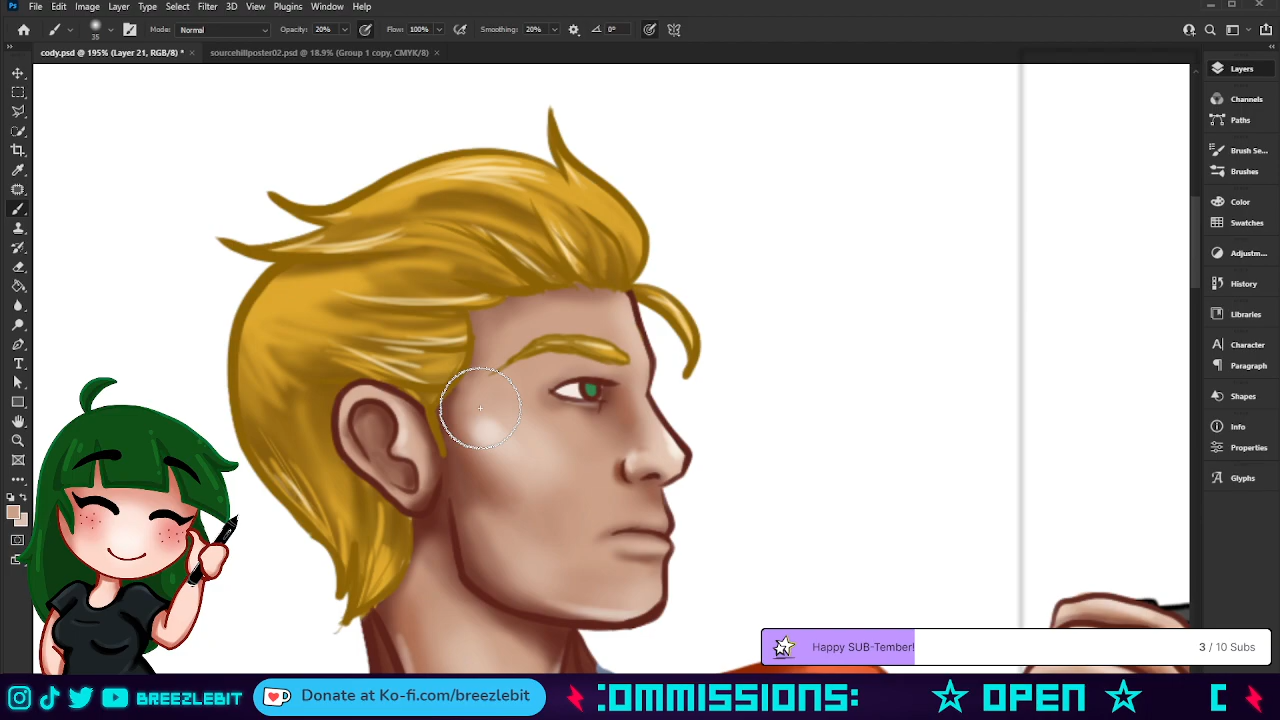 Ps File Edit Image Layer Type Select Filter 3D View Plugins Window Help
35 Mode: Normal Opacity: 20% Flow: 100% Smoothing: 20% 0°
cody.psd @ 195% (Layer 21, RGB/8) * × sourcehillposter02.psd @ 18.9% (Group 1 copy, CMYK/8) ×
Layers
Channels
Paths
Brush Se...
Brushes
Color
Swatches
Adjustm...
History
Libraries
Character
Paragraph
Shapes
Info
Properties
Glyphs
Happy SUB-Tember! 3 / 10 Subs
BREEZLEBIT Donate at Ko-fi.com/breezlebit :OMMISSIONS: OPEN C